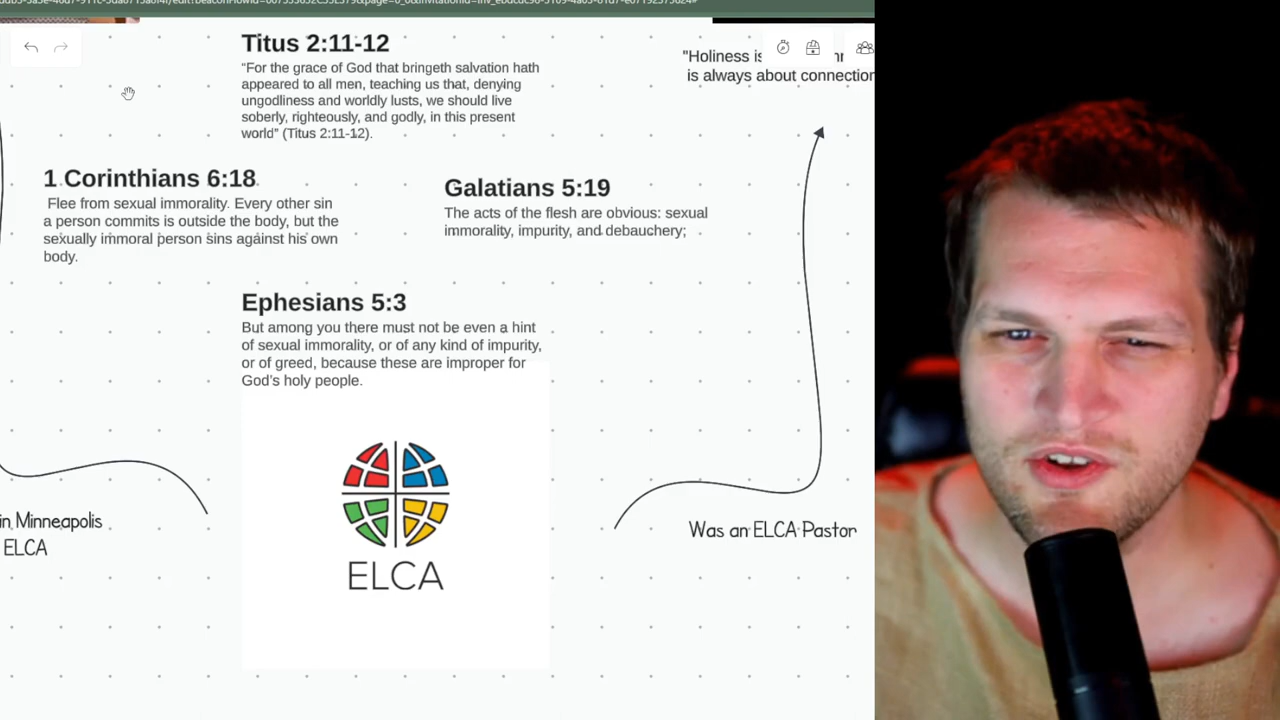 Titus 2:11-12
“For the grace of God that bringeth salvation hath
appeared to all men, teaching us that, denying
ungodliness and worldly lusts, we should live
soberly, righteously, and godly, in this present
world” (Titus 2:11-12).
"Holiness is
is always about connection
1 Corinthians 6:18
Flee from sexual immorality. Every other sin
a person commits is outside the body, but the
sexually immoral person sins against his own
body.
Galatians 5:19
The acts of the flesh are obvious: sexual
immorality, impurity, and debauchery;
Ephesians 5:3
But among you there must not be even a hint
of sexual immorality, or of any kind of impurity,
or of greed, because these are improper for
God’s holy people.
in Minneapolis
ELCA
ELCA
Was an ELCA Pastor